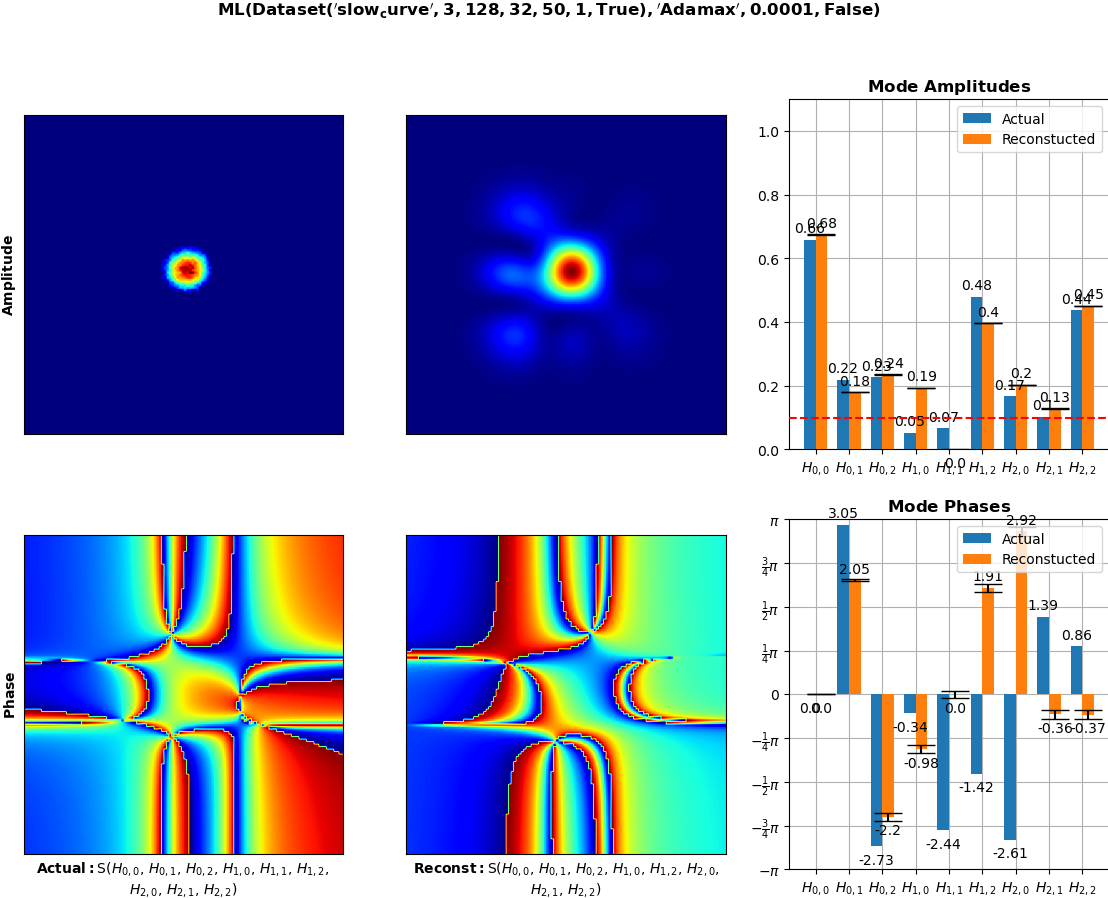 ML(Dataset('slow_curve', 3, 128, 32, 50, 1, True), 'Adamax', 0.0001, False)
Amplitude
Mode Amplitudes
Actual
Reconstucted
1.0
0.8
0.6
0.4
0.2
0.0
0.66
0.68
0.22
0.18
0.23
0.24
0.05
0.19
0.07
0.0
0.48
0.4
0.17
0.2
0.1
0.13
0.44
0.45
H0,0 H0,1 H0,2 H1,0 H1,1 H1,2 H2,0 H2,1 H2,2
Phase
Mode Phases
Actual
Reconstucted
π
3/4π
1/2π
1/4π
0
−1/4π
−1/2π
−3/4π
−π
0.0
0.0
3.05
2.05
-2.73
-2.2
-0.34
-0.98
-2.44
0.0
-1.42
1.91
-2.61
2.92
1.39
-0.36
0.86
-0.37
H0,0 H0,1 H0,2 H1,0 H1,1 H1,2 H2,0 H2,1 H2,2
Actual: S(H0,0, H0,1, H0,2, H1,0, H1,1, H1,2,
H2,0, H2,1, H2,2)
Reconst: S(H0,0, H0,1, H0,2, H1,0, H1,2, H2,0,
H2,1, H2,2)